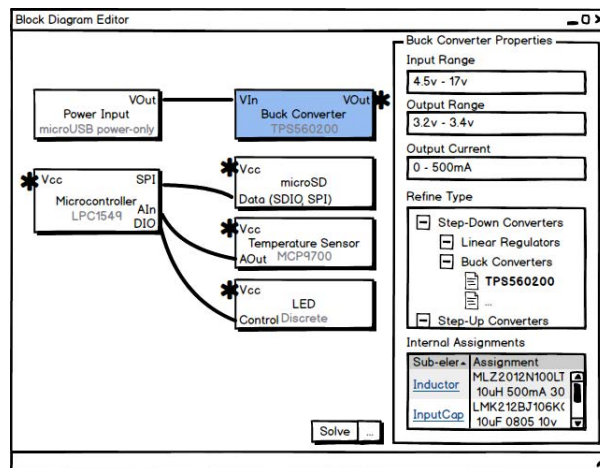 Block Diagram Editor
VOut
Power Input
microUSB power-only
VIn VOut
Buck Converter
TPS560200
Vcc SPI
Microcontroller
LPC1549
AIn
DIO
Vcc
microSD
Data (SDIO, SPI)
Vcc
Temperature Sensor
AOut MCP9700
Vcc
LED
Control Discrete
Solve ...
Buck Converter Properties
Input Range
4.5v - 17v
Output Range
3.2v - 3.4v
Output Current
0 - 500mA
Refine Type
Step-Down Converters
Linear Regulators
Buck Converters
TPS560200
...
Step-Up Converters
Internal Assignments
Sub-eler Assignment
Inductor
MLZ2012N100LT
10uH 500mA 30
InputCap
LMK212BJ106K(
10uF 0805 10v